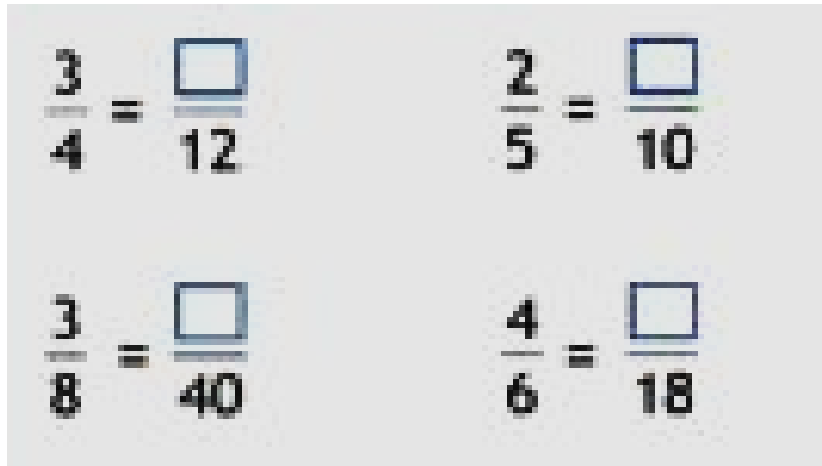 3/4 = □/12
2/5 = □/10
3/8 = □/40
4/6 = □/18